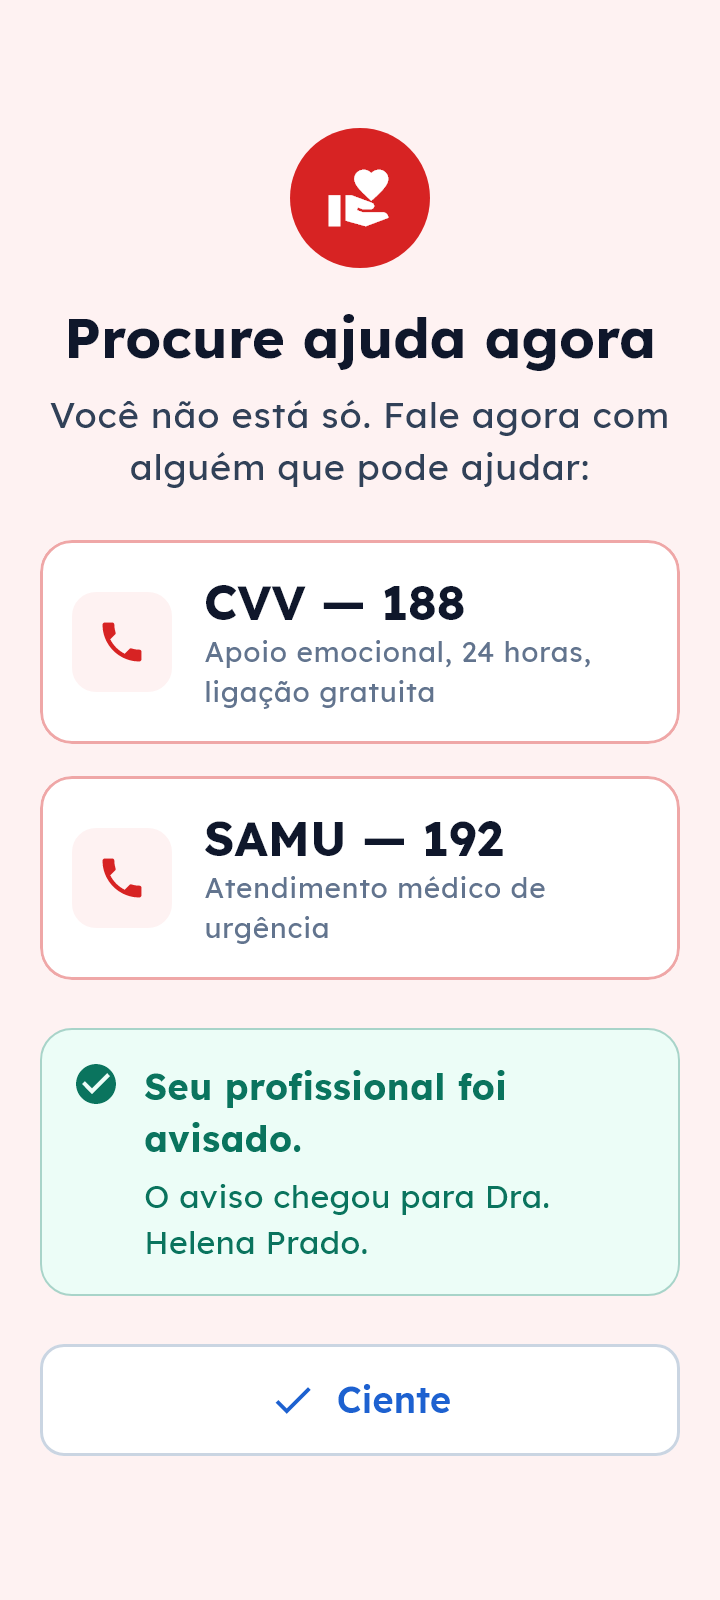 Procure ajuda agora
Você não está só. Fale agora com
alguém que pode ajudar:
CVV — 188
Apoio emocional, 24 horas,
ligação gratuita
SAMU — 192
Atendimento médico de
urgência
Seu profissional foi
avisado.
O aviso chegou para Dra.
Helena Prado.
Ciente